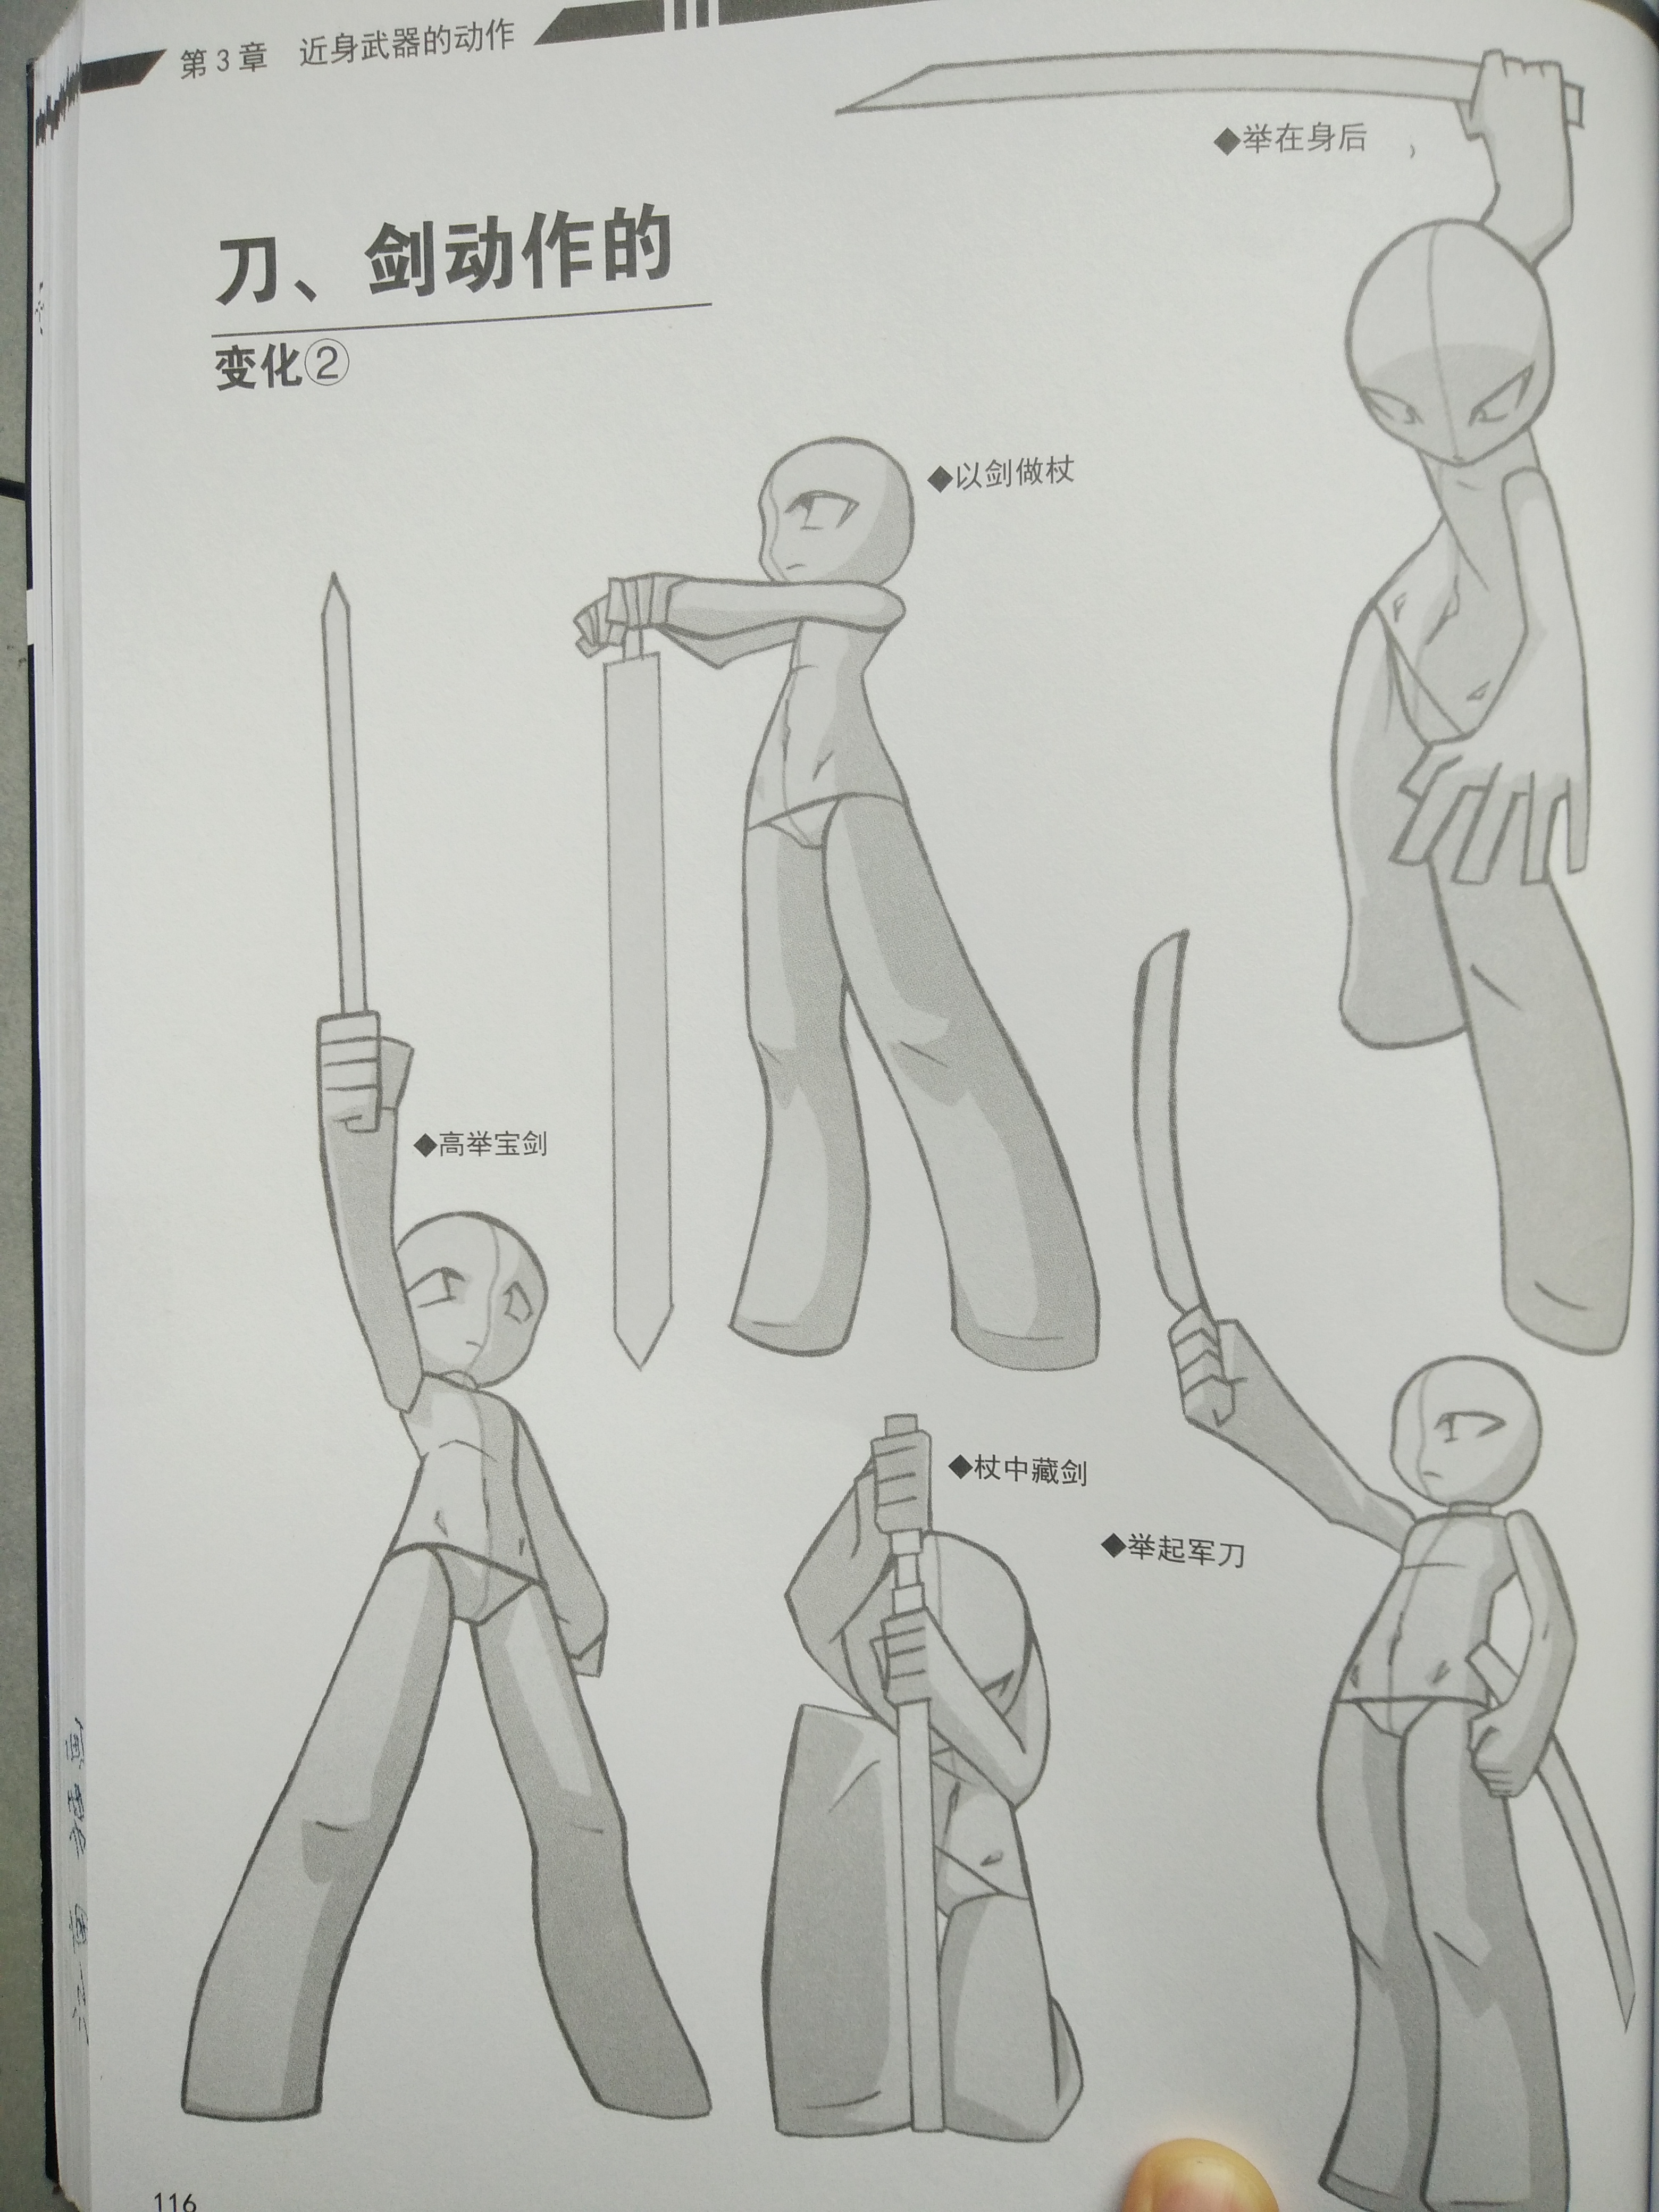 第3章 近身武器的动作
◆举在身后
刀、剑动作的
变化②
◆以剑做杖
◆高举宝剑
◆杖中藏剑
◆举起军刀
116